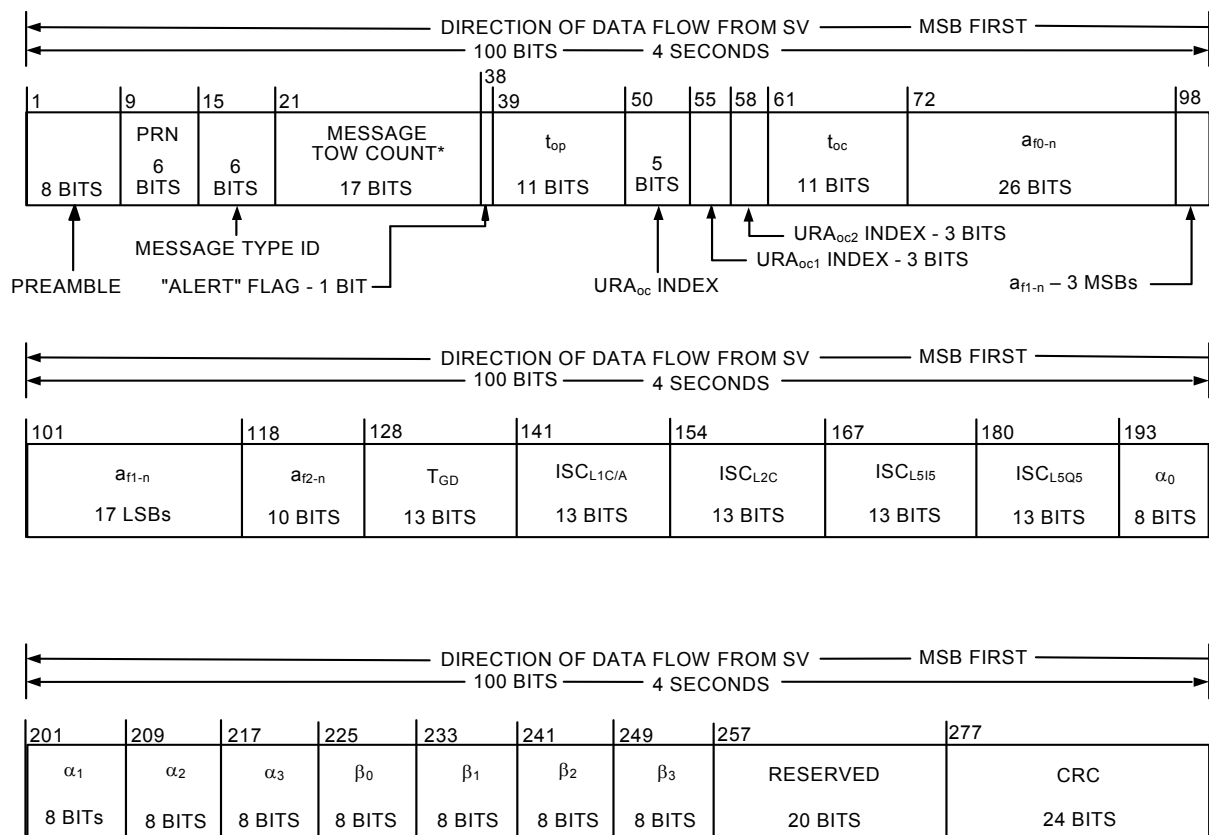 DIRECTION OF DATA FLOW FROM SV MSB FIRST
100 BITS 4 SECONDS
1 9 15 21 38 39 50 55 58 61 72 98
8 BITS
PRN
6
BITS
6
BITS
MESSAGE
TOW COUNT*
17 BITS
top
11 BITS
5
BITS
toc
11 BITS
af0-n
26 BITS
URAoc2 INDEX - 3 BITS
MESSAGE TYPE ID
URAoc1 INDEX - 3 BITS
PREAMBLE "ALERT" FLAG - 1 BIT URAoc INDEX af1-n – 3 MSBs
DIRECTION OF DATA FLOW FROM SV MSB FIRST
100 BITS 4 SECONDS
101 118 128 141 154 167 180 193
af1-n af2-n TGD ISCL1C/A ISCL2C ISCL5I5 ISCL5Q5 α0
17 LSBs 10 BITS 13 BITS 13 BITS 13 BITS 13 BITS 13 BITS 8 BITS
DIRECTION OF DATA FLOW FROM SV MSB FIRST
100 BITS 4 SECONDS
201 209 217 225 233 241 249 257 277
α1 α2 α3 β0 β1 β2 β3 RESERVED CRC
8 BITs 8 BITS 8 BITS 8 BITS 8 BITS 8 BITS 8 BITS 20 BITS 24 BITS